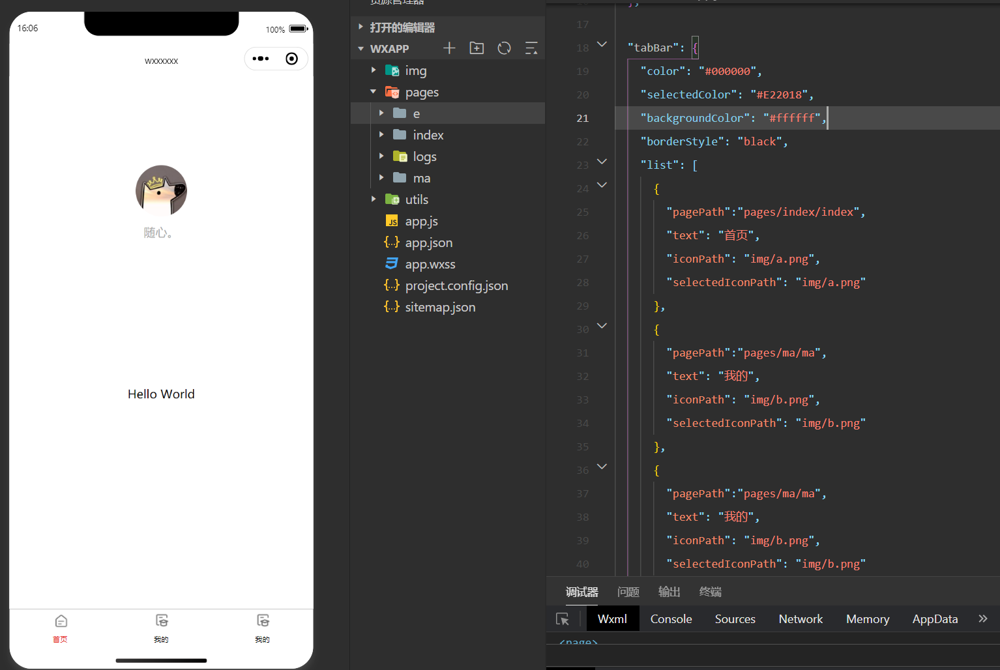 16:06
100%
wxxxxxx
随心。
Hello World
首页
我的
我的
资源管理器
打开的编辑器
WXAPP
img
pages
e
index
logs
ma
utils
app.js
app.json
app.wxss
project.config.json
sitemap.json
},
17
18 "tabBar": {
19 "color": "#000000",
20 "selectedColor": "#E22018",
21 "backgroundColor": "#ffffff",
22 "borderStyle": "black",
23 "list": [
24 {
25 "pagePath":"pages/index/index",
26 "text": "首页",
27 "iconPath": "img/a.png",
28 "selectedIconPath": "img/a.png"
29 },
30 {
31 "pagePath":"pages/ma/ma",
32 "text": "我的",
33 "iconPath": "img/b.png",
34 "selectedIconPath": "img/b.png"
35 },
36 {
37 "pagePath":"pages/ma/ma",
38 "text": "我的",
39 "iconPath": "img/b.png",
40 "selectedIconPath": "img/b.png"
调试器 问题 输出 终端
Wxml Console Sources Network Memory AppData
<page>